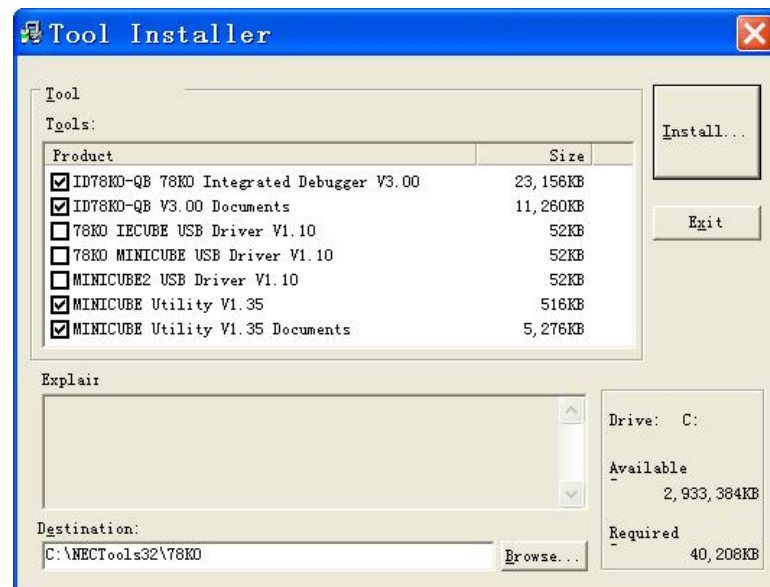 Tool Installer
Tool
Tools:
Install...
Product Size
ID78K0-QB 78K0 Integrated Debugger V3.00 23,156KB
ID78K0-QB V3.00 Documents 11,260KB
78K0 IECUBE USB Driver V1.10 52KB
78K0 MINICUBE USB Driver V1.10 52KB
MINICUBE2 USB Driver V1.10 52KB
MINICUBE Utility V1.35 516KB
MINICUBE Utility V1.35 Documents 5,276KB
Exit
Explair
Drive: C:
Available
2,933,384KB
Required
40,208KB
Destination:
C:\NECTools32\78K0
Browse...